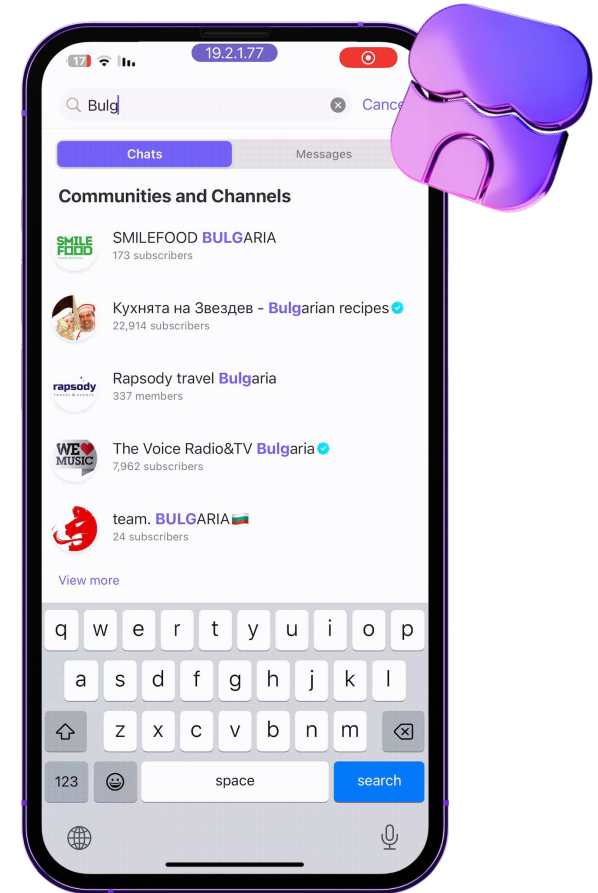 17
19.2.1.77
Bulg
Cance
Chats
Messages
Communities and Channels
SMILE
FOOD
SMILEFOOD BULGARIA
173 subscribers
Кухнята на Звездев - Bulgarian recipes
22,914 subscribers
rapsody
TRAVEL & EVENTS
Rapsody travel Bulgaria
337 members
WE
MUSIC
The Voice Radio&TV Bulgaria
7,962 subscribers
team. BULGARIA🇧🇬
24 subscribers
View more
q w e r t y u i o p
a s d f g h j k l
z x c v b n m
123 space search